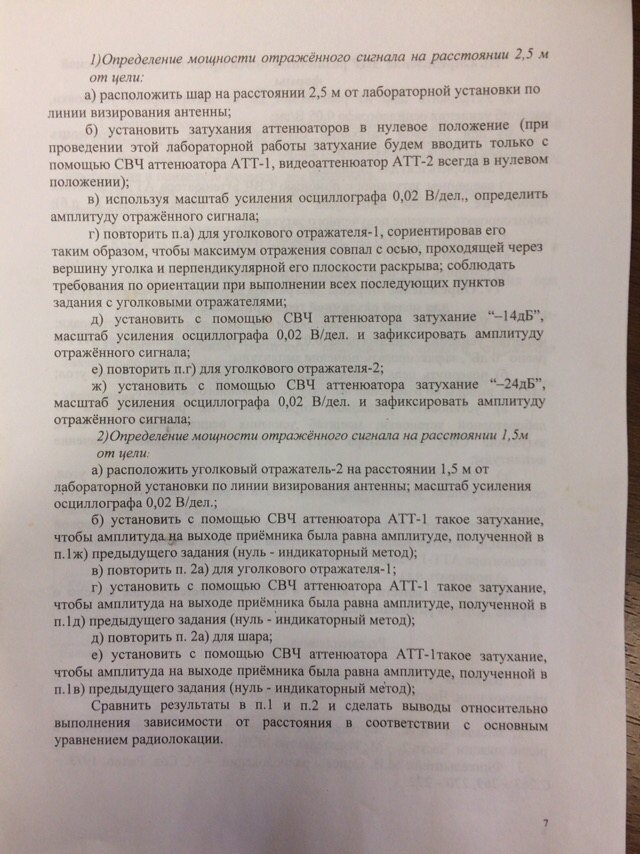 1)Определение мощности отражённого сигнала на расстоянии 2,5 м
от цели:
а) расположить шар на расстоянии 2,5 м от лабораторной установки по
линии визирования антенны;
б) установить затухания аттенюаторов в нулевое положение (при
проведении этой лабораторной работы затухание будем вводить только с
помощью СВЧ аттенюатора АТТ-1, видеоаттенюатор АТТ-2 всегда в нулевом
положении);
в) используя масштаб усиления осциллографа 0,02 В/дел., определить
амплитуду отражённого сигнала;
г) повторить п.а) для уголкового отражателя-1, сориентировав его
таким образом, чтобы максимум отражения совпал с осью, проходящей через
вершину уголка и перпендикулярной его плоскости раскрыва; соблюдать
требования по ориентации при выполнении всех последующих пунктов
задания с уголковыми отражателями;
д) установить с помощью СВЧ аттенюатора затухание “–14дБ”,
масштаб усиления осциллографа 0,02 В/дел. и зафиксировать амплитуду
отражённого сигнала;
е) повторить п.г) для уголкового отражателя-2;
ж) установить с помощью СВЧ аттенюатора затухание “–24дБ”,
масштаб усиления осциллографа 0,02 В/дел. и зафиксировать амплитуду
отражённого сигнала;
2)Определение мощности отражённого сигнала на расстоянии 1,5м
от цели:
а) расположить уголковый отражатель-2 на расстоянии 1,5 м от
лабораторной установки по линии визирования антенны; масштаб усиления
осциллографа 0,02 В/дел.;
б) установить с помощью СВЧ аттенюатора АТТ-1 такое затухание,
чтобы амплитуда на выходе приёмника была равна амплитуде, полученной в
п.1ж) предыдущего задания (нуль - индикаторный метод);
в) повторить п. 2а) для уголкового отражателя-1;
г) установить с помощью СВЧ аттенюатора АТТ-1 такое затухание,
чтобы амплитуда на выходе приёмника была равна амплитуде, полученной в
п.1д) предыдущего задания (нуль - индикаторный метод);
д) повторить п. 2а) для шара;
е) установить с помощью СВЧ аттенюатора АТТ-1такое затухание,
чтобы амплитуда на выходе приёмника была равна амплитуде, полученной в
п.1в) предыдущего задания (нуль - индикаторный метод);
Сравнить результаты в п.1 и п.2 и сделать выводы относительно
выполнения зависимости от расстояния в соответствии с основным
уравнением радиолокации.
7